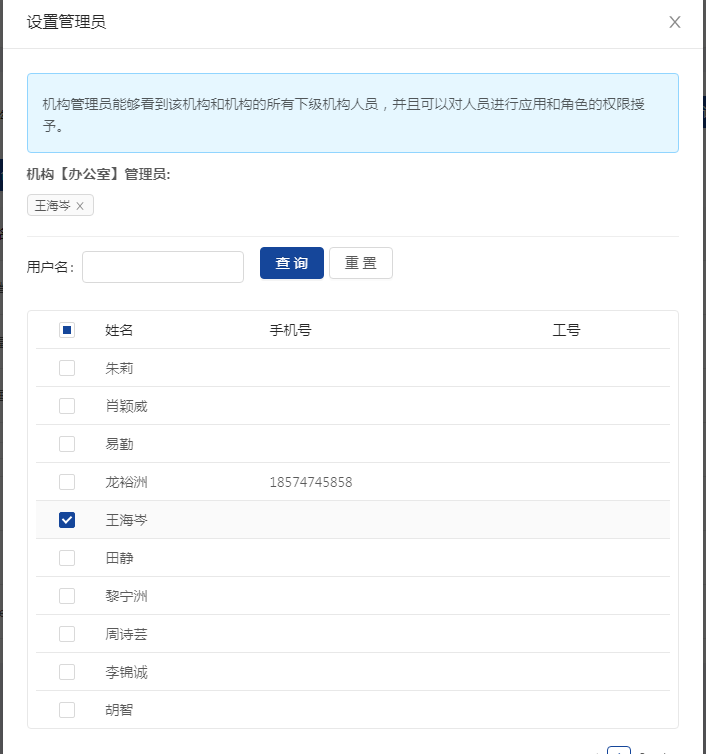 设置管理员
机构管理员能够看到该机构和机构的所有下级机构人员，并且可以对人员进行应用和角色的权限授
予。
机构【办公室】管理员:
王海岑
用户名: 查 询 重 置
姓名 手机号 工号
朱莉
肖颖威
易勤
龙裕洲 18574745858
王海岑
田静
黎宁洲
周诗芸
李锦诚
胡智